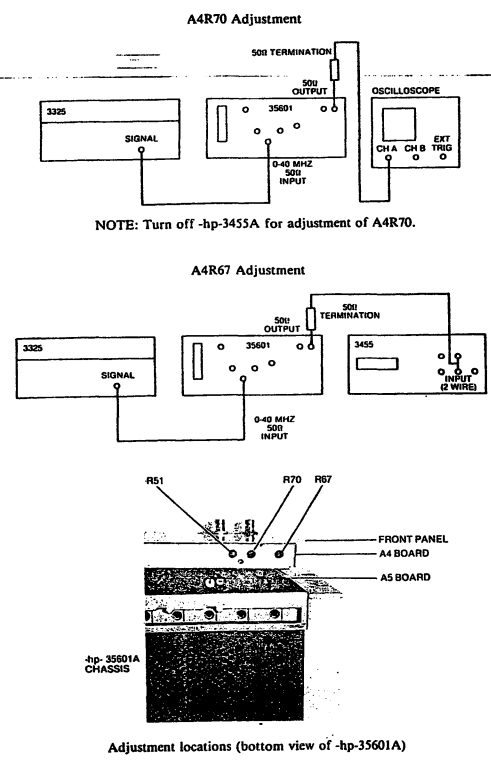 A4R70 Adjustment
50Ω TERMINATION
50Ω
OUTPUT
OSCILLOSCOPE
3325
35601
SIGNAL
EXT
CH A CH B TRIG
0-40 MHZ
50Ω
INPUT
NOTE: Turn off -hp-3455A for adjustment of A4R70.
A4R67 Adjustment
50Ω
TERMINATION
50Ω
OUTPUT
3325
35601
3455
SIGNAL
INPUT
(2 WIRE)
0-40 MHZ
50Ω
INPUT
-R51
R70
R67
FRONT PANEL
A4 BOARD
A5 BOARD
-hp- 35601A
CHASSIS
Adjustment locations (bottom view of -hp-35601A)